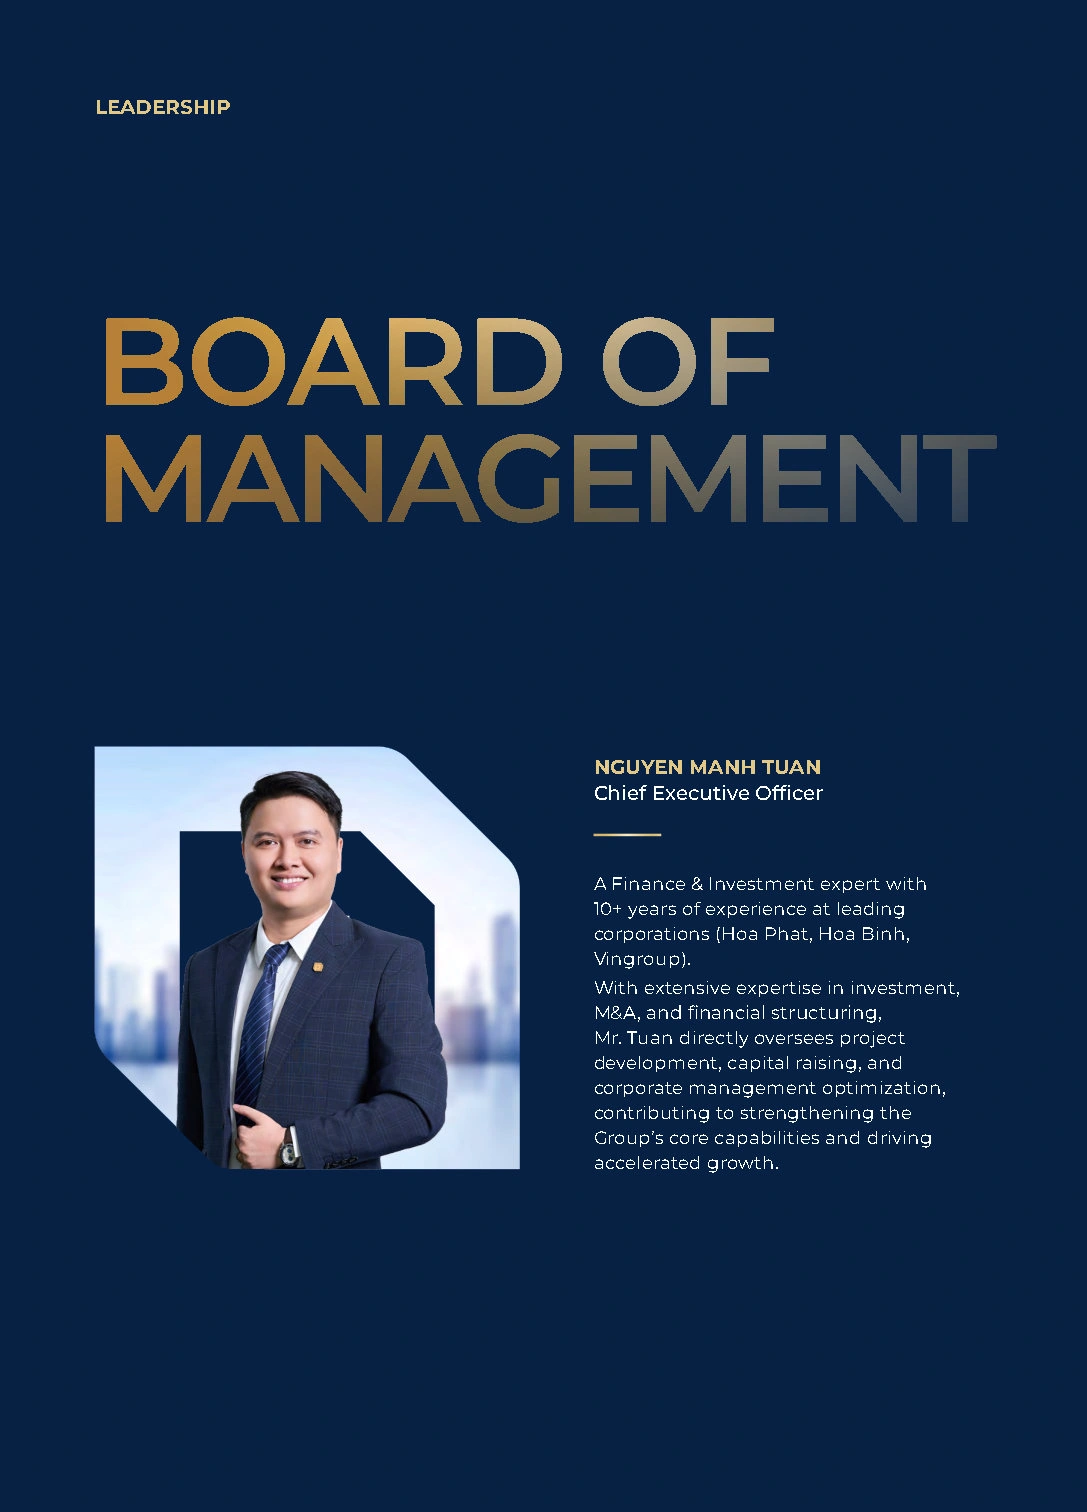 LEADERSHIP
BOARD OF
MANAGEMENT
NGUYEN MANH TUAN
Chief Executive Officer
A Finance & Investment expert with
10+ years of experience at leading
corporations (Hoa Phat, Hoa Binh,
Vingroup).
With extensive expertise in investment,
M&A, and financial structuring,
Mr. Tuan directly oversees project
development, capital raising, and
corporate management optimization,
contributing to strengthening the
Group's core capabilities and driving
accelerated growth.